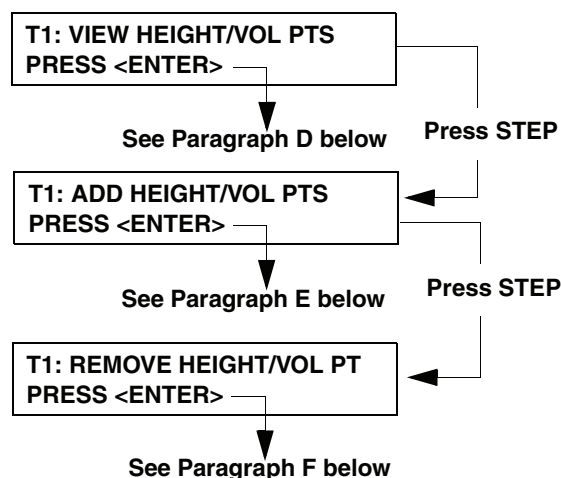 T1: VIEW HEIGHT/VOL PTS
PRESS <ENTER>
See Paragraph D below
Press STEP
T1: ADD HEIGHT/VOL PTS
PRESS <ENTER>
See Paragraph E below
Press STEP
T1: REMOVE HEIGHT/VOL PT
PRESS <ENTER>
See Paragraph F below